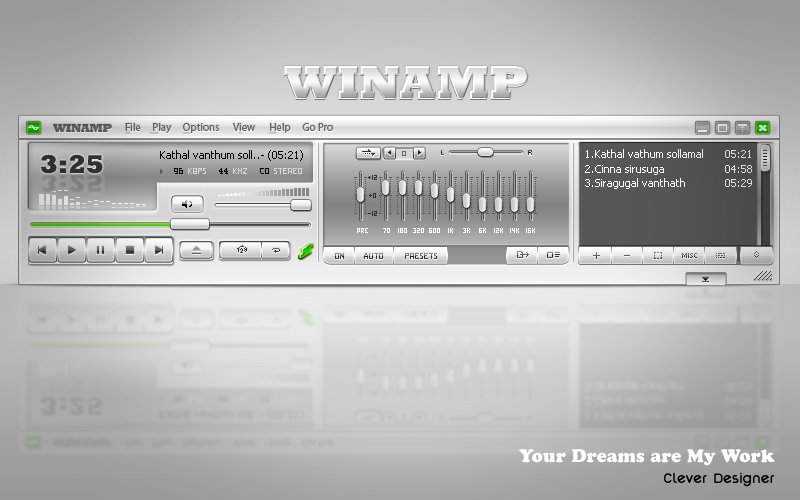 WINAMP
WINAMP File Play Options View Help Go Pro
3:25
Kathal vanthum soll..- (05:21)
96 KBPS 44 KHZ CD STEREO
0 L R
+12
+0
-12
PRE 70 180 320 600 1K 3K 6K 12K 14K 16K
ON AUTO PRESETS
1.Kathal vathum sollamal 05:21
2.Cinna sirusuga 04:58
3.Siragugal vanthath 05:29
+ - MISC
Your Dreams are My Work
Clever Designer